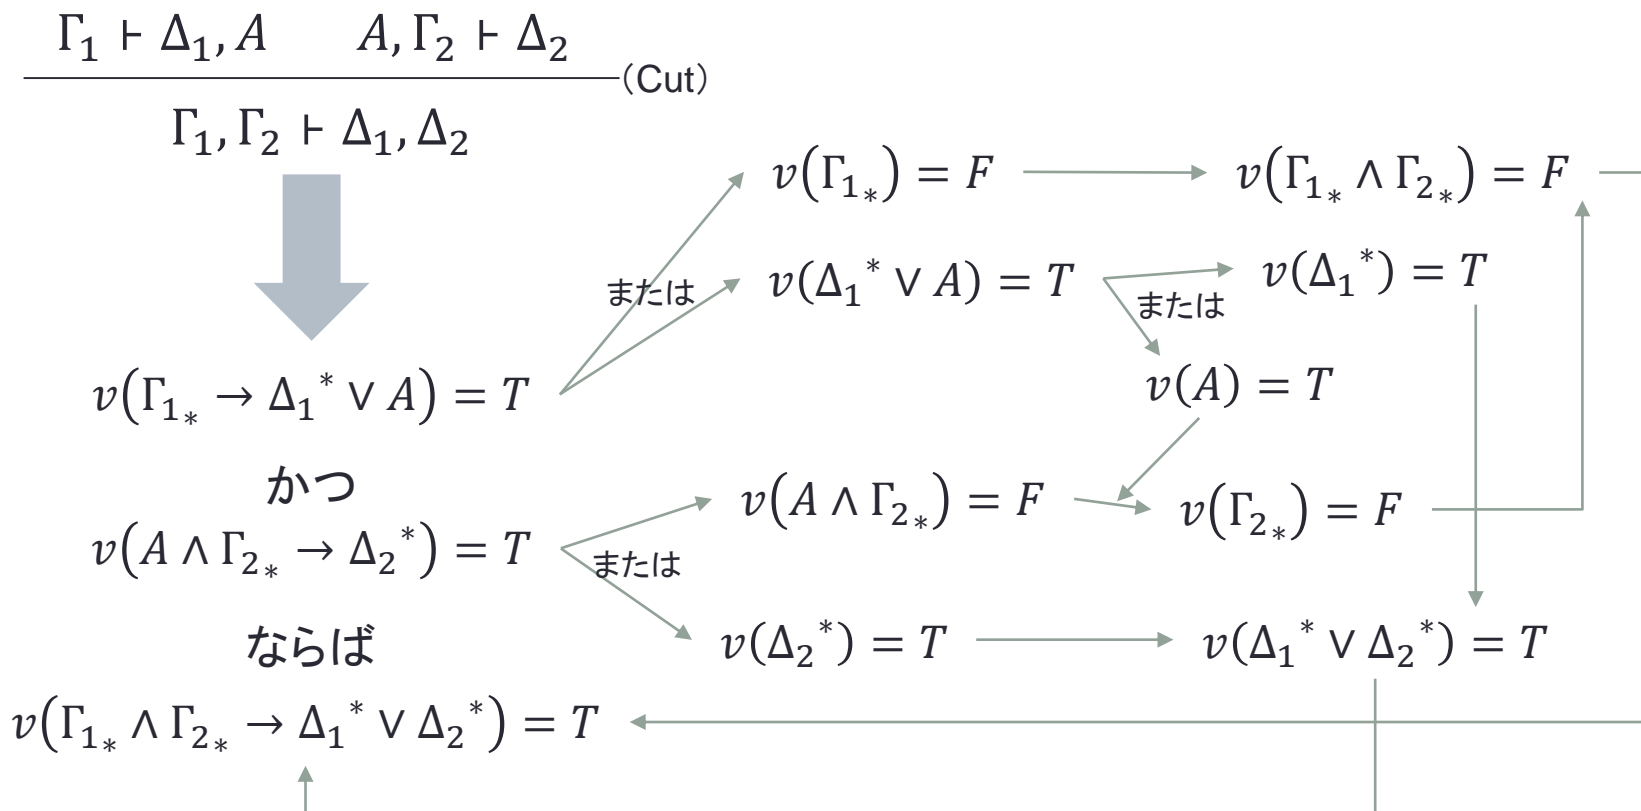 Γ₁ ⊢ Δ₁, A  A, Γ₂ ⊢ Δ₂
(Cut)
Γ₁, Γ₂ ⊢ Δ₁, Δ₂
v(Γ₁⁎) = F
v(Γ₁⁎ ∧ Γ₂⁎) = F
または
v(Δ₁* ∨ A) = T
または
v(Δ₁*) = T
v(Γ₁⁎ → Δ₁* ∨ A) = T
v(A) = T
かつ
v(A ∧ Γ₂⁎) = F
v(Γ₂⁎) = F
v(A ∧ Γ₂⁎ → Δ₂*) = T
または
ならば
v(Δ₂*) = T
v(Δ₁* ∨ Δ₂*) = T
v(Γ₁⁎ ∧ Γ₂⁎ → Δ₁* ∨ Δ₂*) = T